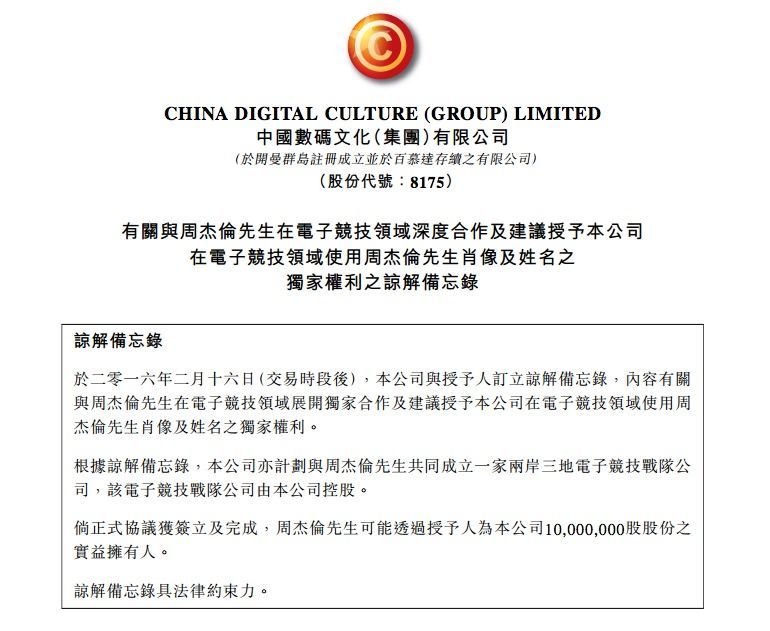 C
CHINA DIGITAL CULTURE (GROUP) LIMITED
中國數碼文化(集團)有限公司
(於開曼群島註冊成立並於百慕達存續之有限公司)
(股份代號：8175)
有關與周杰倫先生在電子競技領域深度合作及建議授予本公司
在電子競技領域使用周杰倫先生肖像及姓名之
獨家權利之諒解備忘錄
諒解備忘錄
於二零一六年二月十六日(交易時段後)，本公司與授予人訂立諒解備忘錄，內容有關
與周杰倫先生在電子競技領域展開獨家合作及建議授予本公司在電子競技領域使用周
杰倫先生肖像及姓名之獨家權利。
根據諒解備忘錄，本公司亦計劃與周杰倫先生共同成立一家兩岸三地電子競技戰隊公
司，該電子競技戰隊公司由本公司控股。
倘正式協議獲簽立及完成，周杰倫先生可能透過授予人為本公司10,000,000股股份之
實益擁有人。
諒解備忘錄具法律約束力。